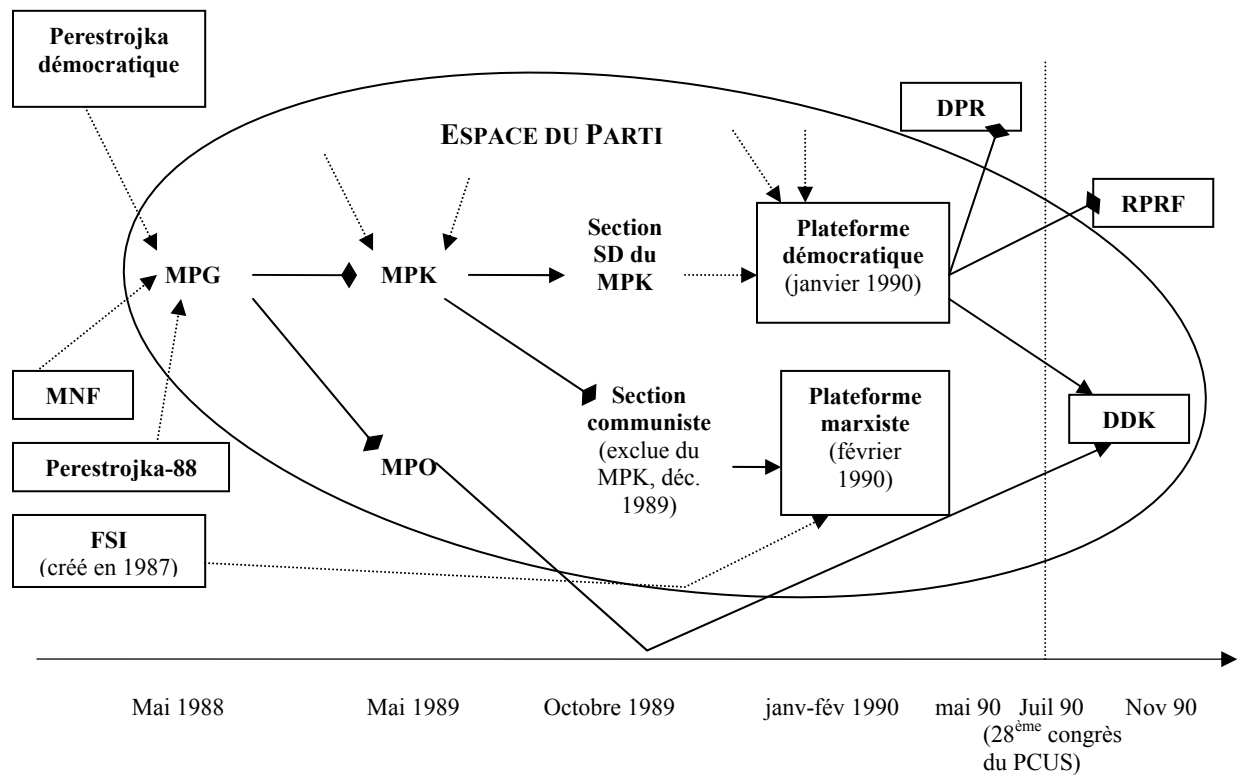 Perestrojka
démocratique
ESPACE DU PARTI
DPR
RPRF
MPG
MPK
Section
SD du
MPK
Plateforme
démocratique
(janvier 1990)
MNF
Perestrojka-88
FSI
(créé en 1987)
MPO
Section
communiste
(exclue du
MPK, déc.
1989)
Plateforme
marxiste
(février
1990)
DDK
Mai 1988
Mai 1989
Octobre 1989
janv-fév 1990
mai 90
Juil 90
(28ème congrès
du PCUS)
Nov 90